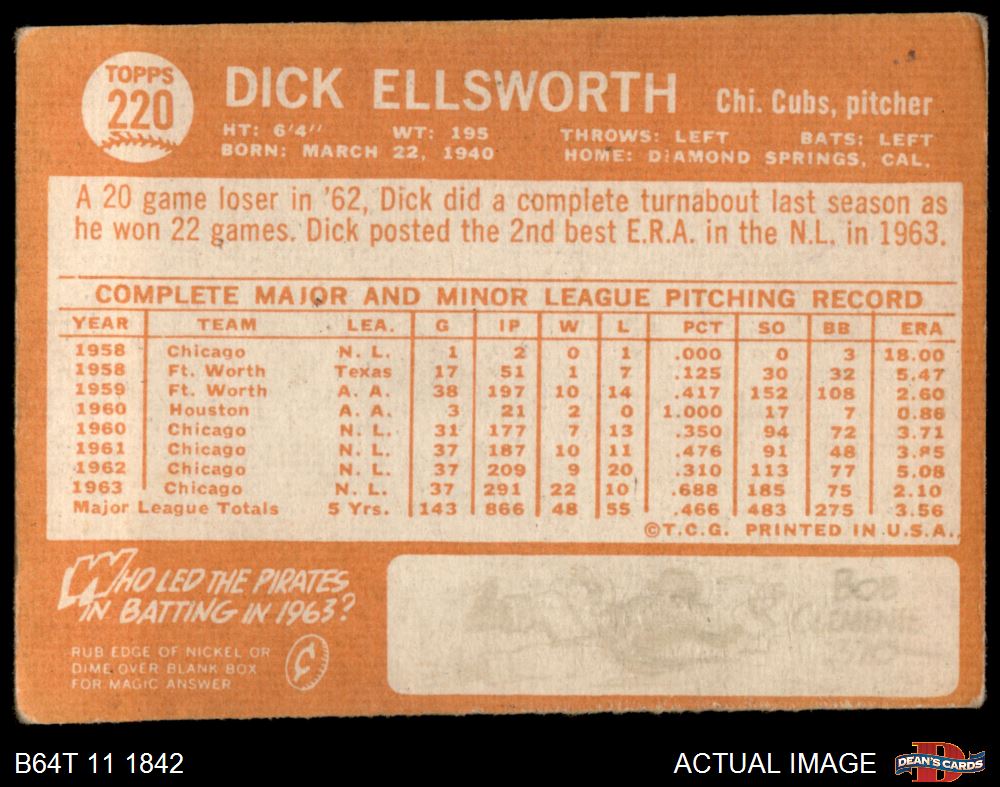 TOPPS
220
DICK ELLSWORTH Chi. Cubs, pitcher
HT: 6'4" WT: 195 THROWS: LEFT BATS: LEFT
BORN: MARCH 22, 1940 HOME: DIAMOND SPRINGS, CAL.
A 20 game loser in '62, Dick did a complete turnabout last season as
he won 22 games. Dick posted the 2nd best E.R.A. in the N.L. in 1963.
COMPLETE MAJOR AND MINOR LEAGUE PITCHING RECORD
YEAR TEAM LEA. G IP W L PCT SO BB ERA
1958 Chicago N. L. 1 2 0 1 .000 0 3 18.00
1958 Ft. Worth Texas 17 51 1 7 .125 30 32 5.47
1959 Ft. Worth A. A. 38 197 10 14 .417 152 108 2.60
1960 Houston A. A. 3 21 2 0 1.000 17 7 0.86
1960 Chicago N. L. 31 177 7 13 .350 94 72 3.71
1961 Chicago N. L. 37 187 10 11 .476 91 48 3.85
1962 Chicago N. L. 37 209 9 20 .310 113 77 5.08
1963 Chicago N. L. 37 291 22 10 .688 185 75 2.10
Major League Totals 5 Yrs. 143 866 48 55 .466 483 275 3.56
©T.C.G. PRINTED IN U.S.A.
WHO LED THE PIRATES
IN BATTING IN 1963?
RUB EDGE OF NICKEL OR
DIME OVER BLANK BOX
FOR MAGIC ANSWER
BOB
B64T 11 1842 ACTUAL IMAGE DEAN'S CARDS